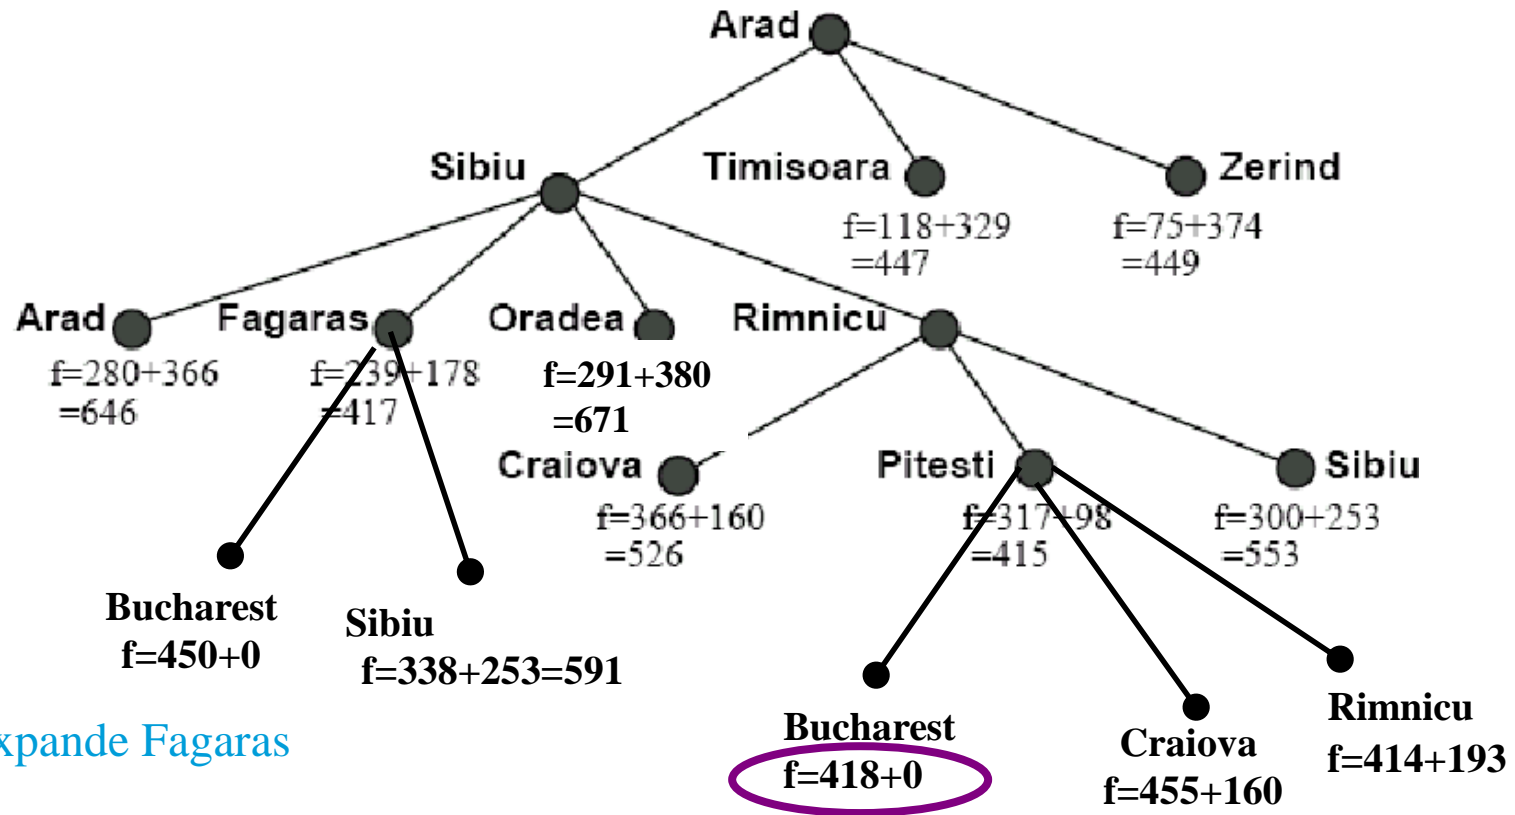 Arad
Sibiu
Timisoara
Zerind
f=118+329
=447
f=75+374
=449
Arad
Fagaras
Oradea
Rimnicu
f=280+366
=646
f=239+178
=417
f=291+380
=671
Craiova
Pitesti
Sibiu
f=366+160
=526
f=317+98
=415
f=300+253
=553
Bucharest
f=450+0
Sibiu
f=338+253=591
xpande Fagaras
Bucharest
f=418+0
Craiova
f=455+160
Rimnicu
f=414+193